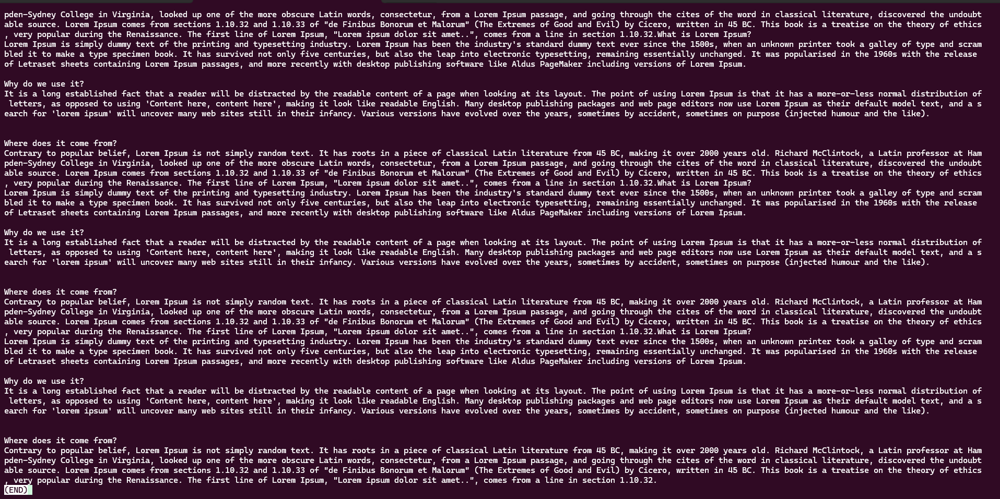 pden-Sydney College in Virginia, looked up one of the more obscure Latin words, consectetur, from a Lorem Ipsum passage, and going through the cites of the word in classical literature, discovered the undoubt
able source. Lorem Ipsum comes from sections 1.10.32 and 1.10.33 of "de Finibus Bonorum et Malorum" (The Extremes of Good and Evil) by Cicero, written in 45 BC. This book is a treatise on the theory of ethics
, very popular during the Renaissance. The first line of Lorem Ipsum, "Lorem ipsum dolor sit amet..", comes from a line in section 1.10.32.What is Lorem Ipsum?
Lorem Ipsum is simply dummy text of the printing and typesetting industry. Lorem Ipsum has been the industry's standard dummy text ever since the 1500s, when an unknown printer took a galley of type and scram
bled it to make a type specimen book. It has survived not only five centuries, but also the leap into electronic typesetting, remaining essentially unchanged. It was popularised in the 1960s with the release
of Letraset sheets containing Lorem Ipsum passages, and more recently with desktop publishing software like Aldus PageMaker including versions of Lorem Ipsum.

Why do we use it?
It is a long established fact that a reader will be distracted by the readable content of a page when looking at its layout. The point of using Lorem Ipsum is that it has a more-or-less normal distribution of
 letters, as opposed to using 'Content here, content here', making it look like readable English. Many desktop publishing packages and web page editors now use Lorem Ipsum as their default model text, and a s
earch for 'lorem ipsum' will uncover many web sites still in their infancy. Various versions have evolved over the years, sometimes by accident, sometimes on purpose (injected humour and the like).


Where does it come from?
Contrary to popular belief, Lorem Ipsum is not simply random text. It has roots in a piece of classical Latin literature from 45 BC, making it over 2000 years old. Richard McClintock, a Latin professor at Ham
pden-Sydney College in Virginia, looked up one of the more obscure Latin words, consectetur, from a Lorem Ipsum passage, and going through the cites of the word in classical literature, discovered the undoubt
able source. Lorem Ipsum comes from sections 1.10.32 and 1.10.33 of "de Finibus Bonorum et Malorum" (The Extremes of Good and Evil) by Cicero, written in 45 BC. This book is a treatise on the theory of ethics
, very popular during the Renaissance. The first line of Lorem Ipsum, "Lorem ipsum dolor sit amet..", comes from a line in section 1.10.32.What is Lorem Ipsum?
Lorem Ipsum is simply dummy text of the printing and typesetting industry. Lorem Ipsum has been the industry's standard dummy text ever since the 1500s, when an unknown printer took a galley of type and scram
bled it to make a type specimen book. It has survived not only five centuries, but also the leap into electronic typesetting, remaining essentially unchanged. It was popularised in the 1960s with the release
of Letraset sheets containing Lorem Ipsum passages, and more recently with desktop publishing software like Aldus PageMaker including versions of Lorem Ipsum.

Why do we use it?
It is a long established fact that a reader will be distracted by the readable content of a page when looking at its layout. The point of using Lorem Ipsum is that it has a more-or-less normal distribution of
 letters, as opposed to using 'Content here, content here', making it look like readable English. Many desktop publishing packages and web page editors now use Lorem Ipsum as their default model text, and a s
earch for 'lorem ipsum' will uncover many web sites still in their infancy. Various versions have evolved over the years, sometimes by accident, sometimes on purpose (injected humour and the like).


Where does it come from?
Contrary to popular belief, Lorem Ipsum is not simply random text. It has roots in a piece of classical Latin literature from 45 BC, making it over 2000 years old. Richard McClintock, a Latin professor at Ham
pden-Sydney College in Virginia, looked up one of the more obscure Latin words, consectetur, from a Lorem Ipsum passage, and going through the cites of the word in classical literature, discovered the undoubt
able source. Lorem Ipsum comes from sections 1.10.32 and 1.10.33 of "de Finibus Bonorum et Malorum" (The Extremes of Good and Evil) by Cicero, written in 45 BC. This book is a treatise on the theory of ethics
, very popular during the Renaissance. The first line of Lorem Ipsum, "Lorem ipsum dolor sit amet..", comes from a line in section 1.10.32.What is Lorem Ipsum?
Lorem Ipsum is simply dummy text of the printing and typesetting industry. Lorem Ipsum has been the industry's standard dummy text ever since the 1500s, when an unknown printer took a galley of type and scram
bled it to make a type specimen book. It has survived not only five centuries, but also the leap into electronic typesetting, remaining essentially unchanged. It was popularised in the 1960s with the release
of Letraset sheets containing Lorem Ipsum passages, and more recently with desktop publishing software like Aldus PageMaker including versions of Lorem Ipsum.

Why do we use it?
It is a long established fact that a reader will be distracted by the readable content of a page when looking at its layout. The point of using Lorem Ipsum is that it has a more-or-less normal distribution of
 letters, as opposed to using 'Content here, content here', making it look like readable English. Many desktop publishing packages and web page editors now use Lorem Ipsum as their default model text, and a s
earch for 'lorem ipsum' will uncover many web sites still in their infancy. Various versions have evolved over the years, sometimes by accident, sometimes on purpose (injected humour and the like).


Where does it come from?
Contrary to popular belief, Lorem Ipsum is not simply random text. It has roots in a piece of classical Latin literature from 45 BC, making it over 2000 years old. Richard McClintock, a Latin professor at Ham
pden-Sydney College in Virginia, looked up one of the more obscure Latin words, consectetur, from a Lorem Ipsum passage, and going through the cites of the word in classical literature, discovered the undoubt
able source. Lorem Ipsum comes from sections 1.10.32 and 1.10.33 of "de Finibus Bonorum et Malorum" (The Extremes of Good and Evil) by Cicero, written in 45 BC. This book is a treatise on the theory of ethics
, very popular during the Renaissance. The first line of Lorem Ipsum, "Lorem ipsum dolor sit amet..", comes from a line in section 1.10.32.
(END)